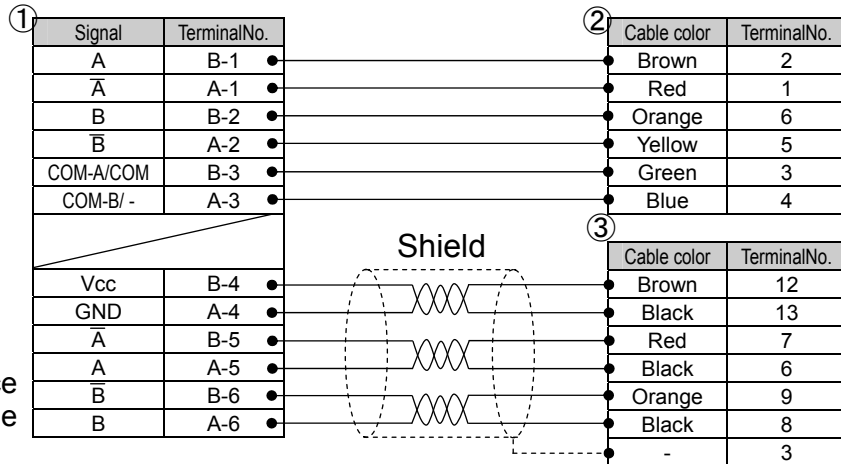 ①
Signal TerminalNo.
A B-1
A̅ A-1
B B-2
B̅ A-2
COM-A/COM B-3
COM-B/ - A-3
Vcc B-4
GND A-4
A̅ B-5
A A-5
B̅ B-6
B A-6
e
Shield
②
Cable color TerminalNo.
Brown 2
Red 1
Orange 6
Yellow 5
Green 3
Blue 4
③
Cable color TerminalNo.
Brown 12
Black 13
Red 7
Black 6
Orange 9
Black 8
- 3